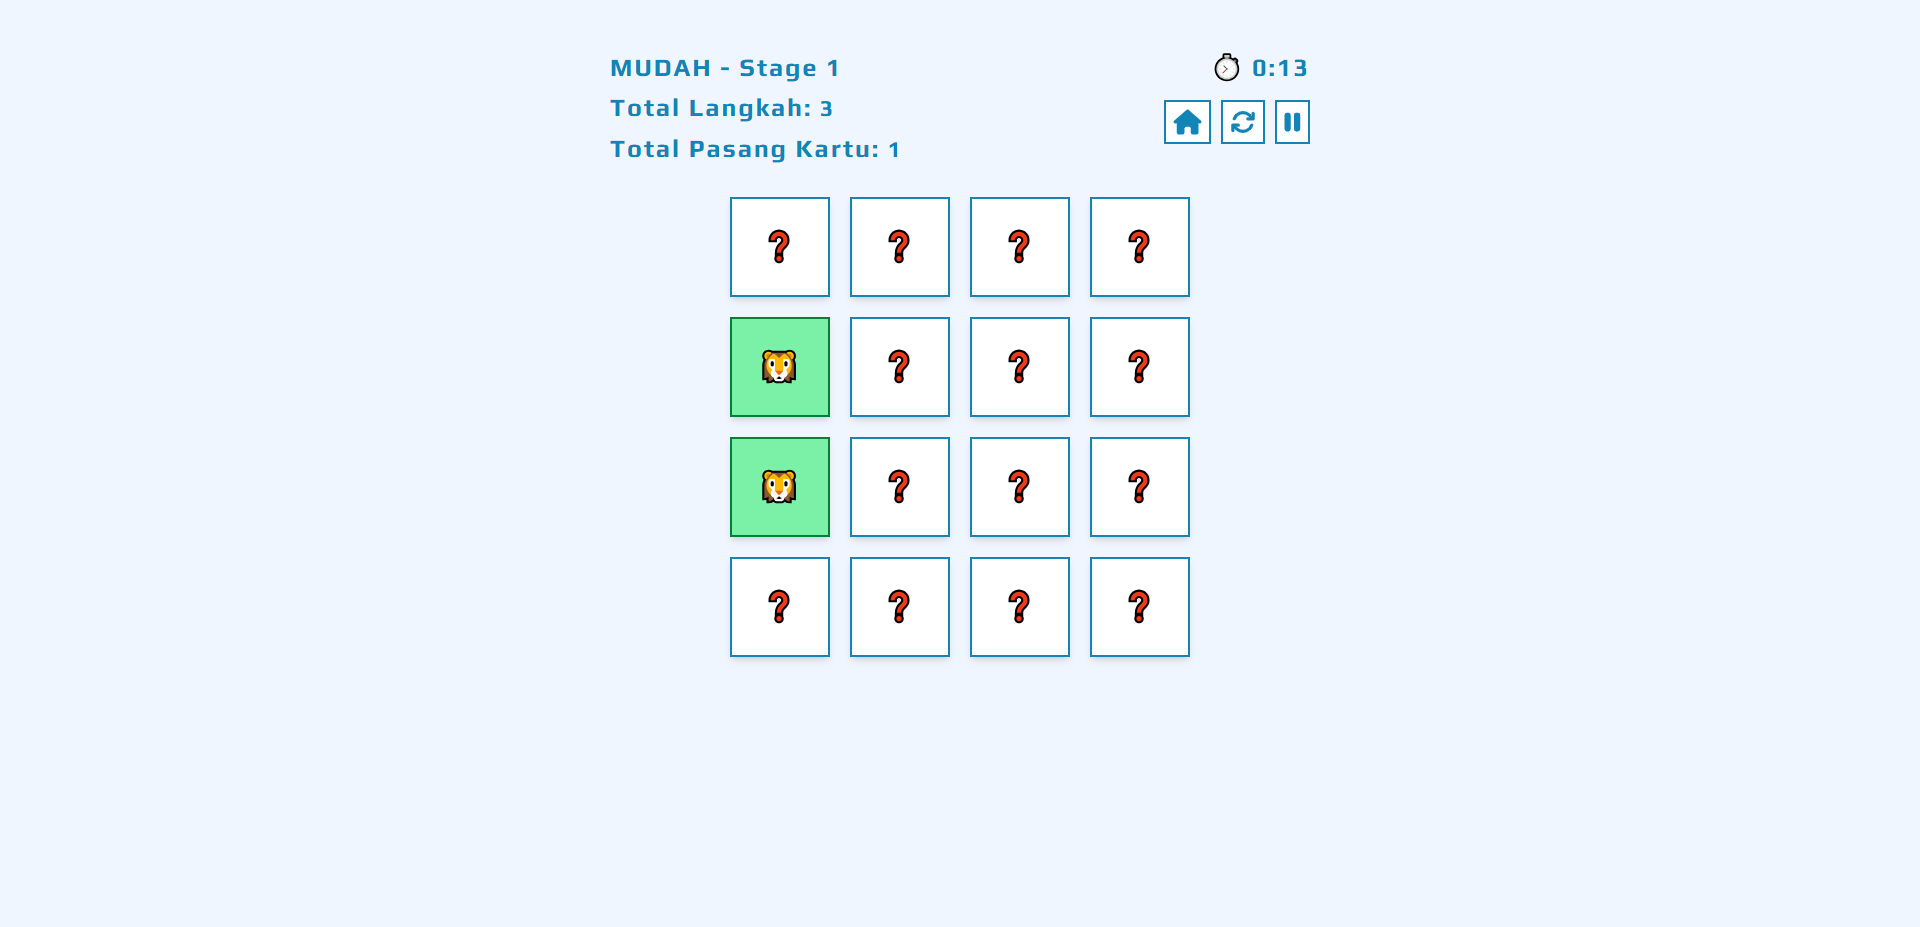 MUDAH - Stage 1
0:13
Total Langkah: 3
Total Pasang Kartu: 1
? ? ? ?
? ? ?
? ? ?
? ? ? ?